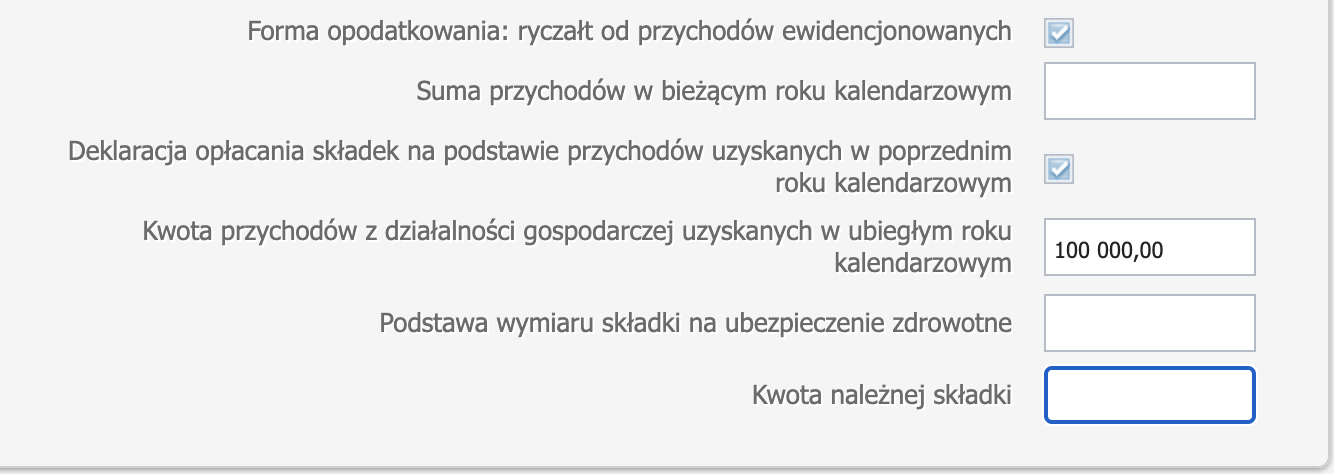 Forma opodatkowania: ryczałt od przychodów ewidencjonowanych
Suma przychodów w bieżącym roku kalendarzowym
Deklaracja opłacania składek na podstawie przychodów uzyskanych w poprzednim
roku kalendarzowym
Kwota przychodów z działalności gospodarczej uzyskanych w ubiegłym roku
kalendarzowym
100 000,00
Podstawa wymiaru składki na ubezpieczenie zdrowotne
Kwota należnej składki